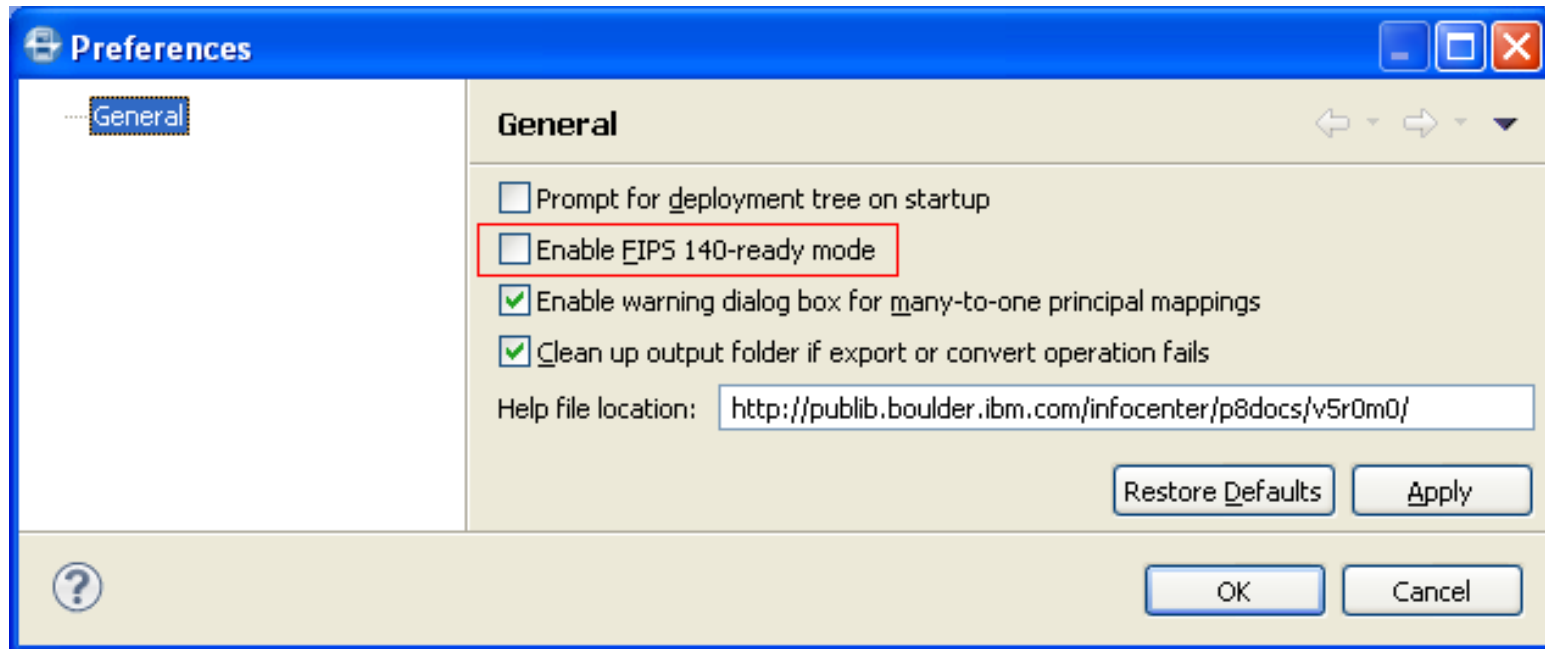 Preferences
General
General
Prompt for deployment tree on startup
Enable FIPS 140-ready mode
Enable warning dialog box for many-to-one principal mappings
Clean up output folder if export or convert operation fails
Help file location: http://publib.boulder.ibm.com/infocenter/p8docs/v5r0m0/
Restore Defaults Apply
? OK Cancel